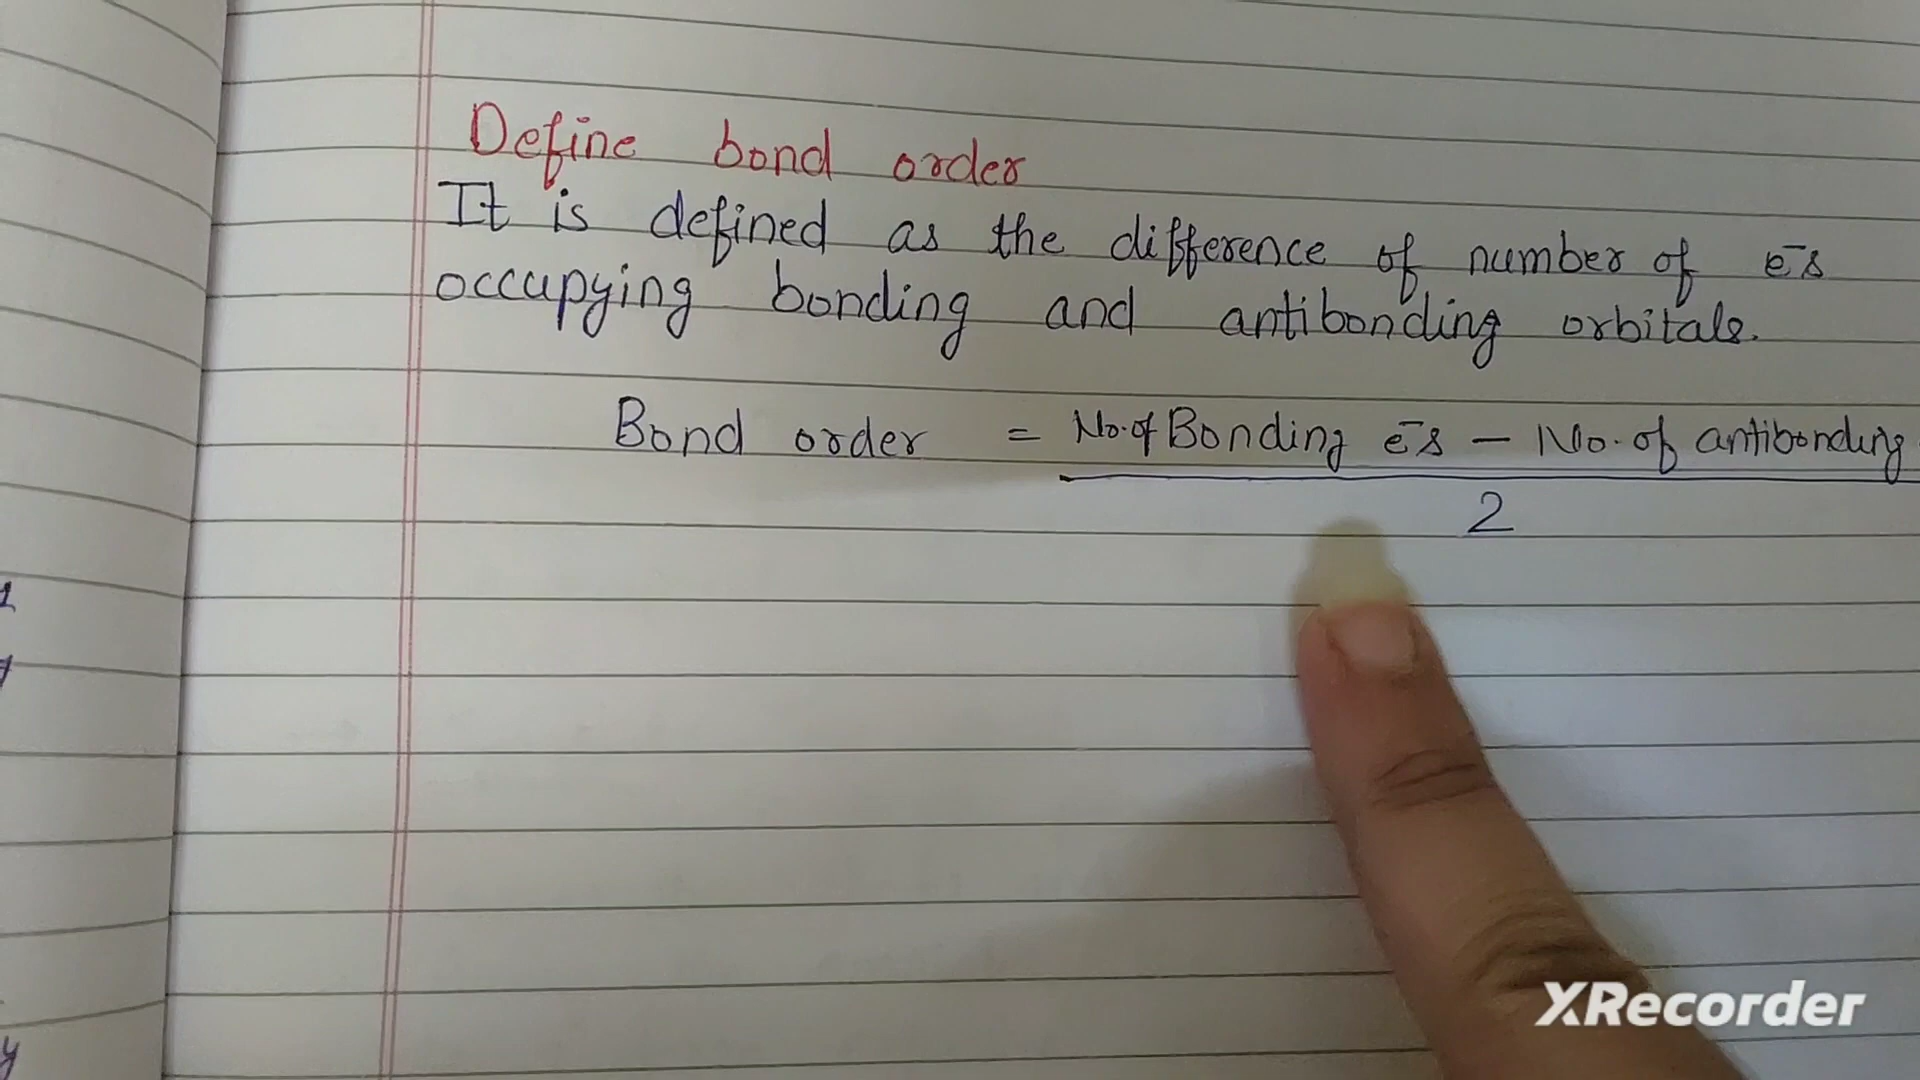 Define bond order
It is defined as the difference of number of e⁻s
occupying bonding and antibonding orbitals.
Bond order = No. of Bonding e⁻s − No. of antibonding
2
XRecorder